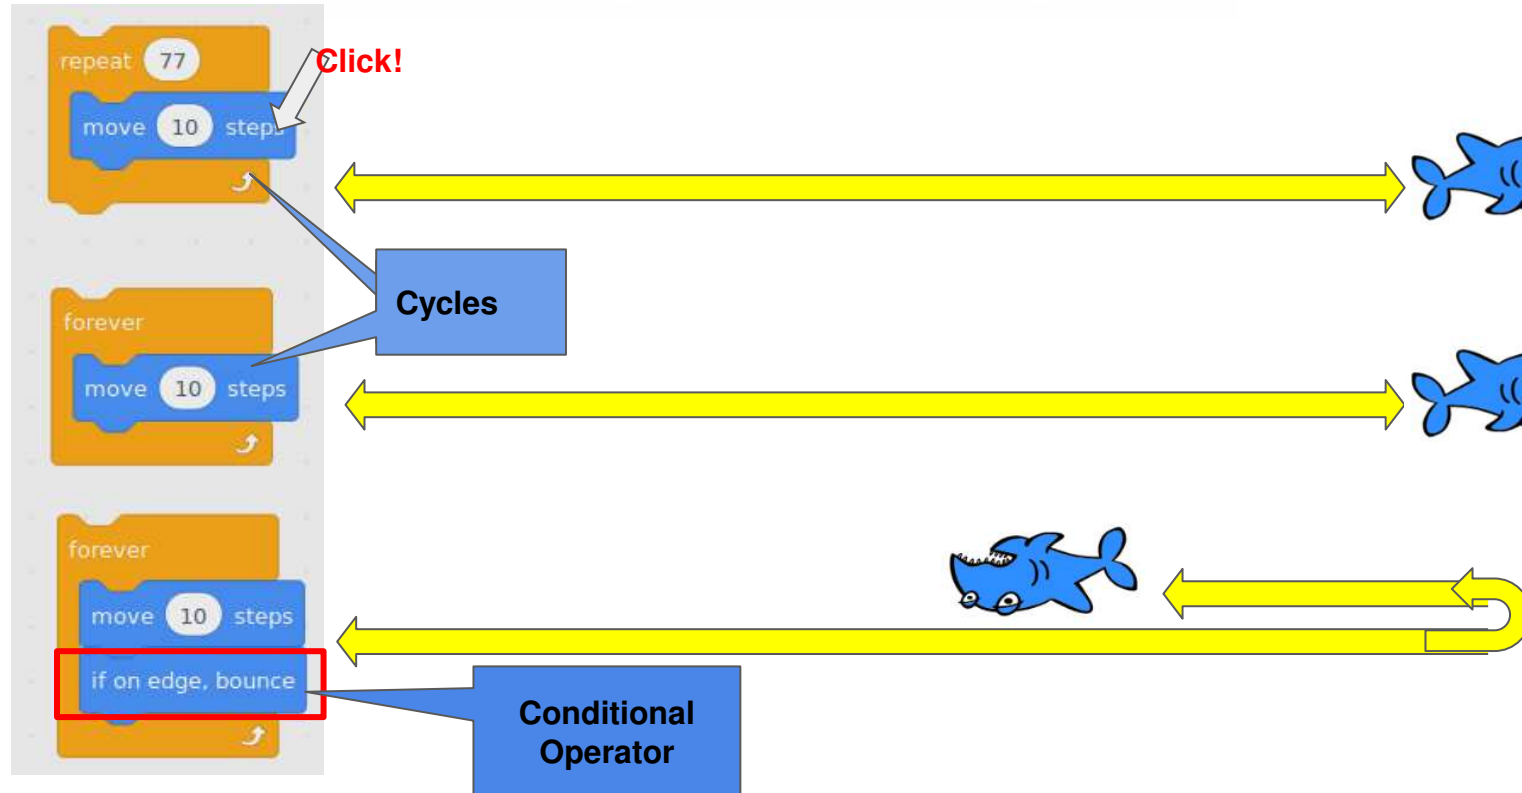 repeat 77
Click!
move 10 steps
Cycles
forever
move 10 steps
forever
move 10 steps
if on edge, bounce
Conditional
Operator